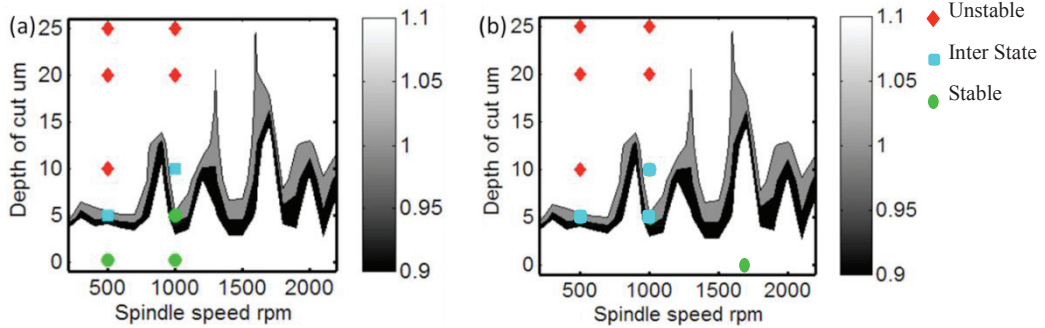 (a)
Depth of cut um
25
20
15
10
5
0
500 1000 1500 2000
Spindle speed rpm
1.1
1.05
1
0.95
0.9
(b)
Depth of cut um
25
20
15
10
5
0
500 1000 1500 2000
Spindle speed rpm
1.1
1.05
1
0.95
0.9
Unstable
Inter State
Stable